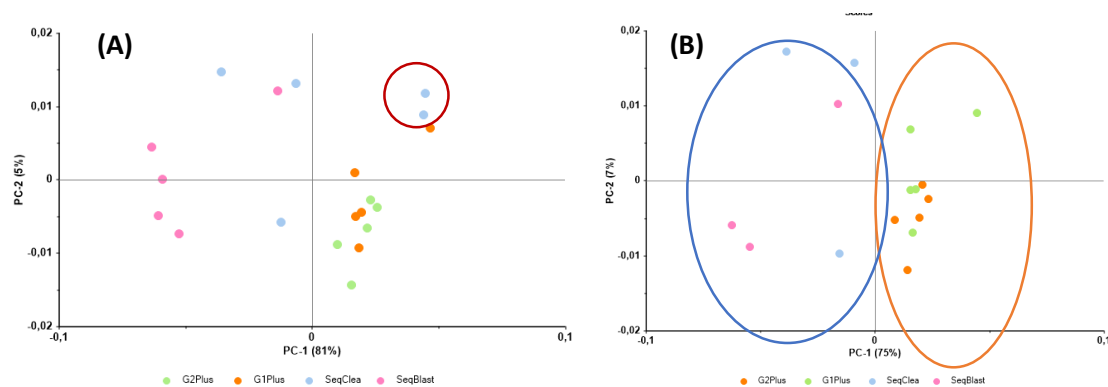 (A)
0,02
0,01
0
-0,01
-0,02
PC-2 (5%)
-0,1
0
0,1
PC-1 (81%)
G2Plus G1Plus SeqClea SeqBlast
(B)
0,02
0,01
0
-0,01
-0,02
PC-2 (7%)
-0,1
0
0,1
PC-1 (75%)
G2Plus G1Plus SeqClea SeqBlast